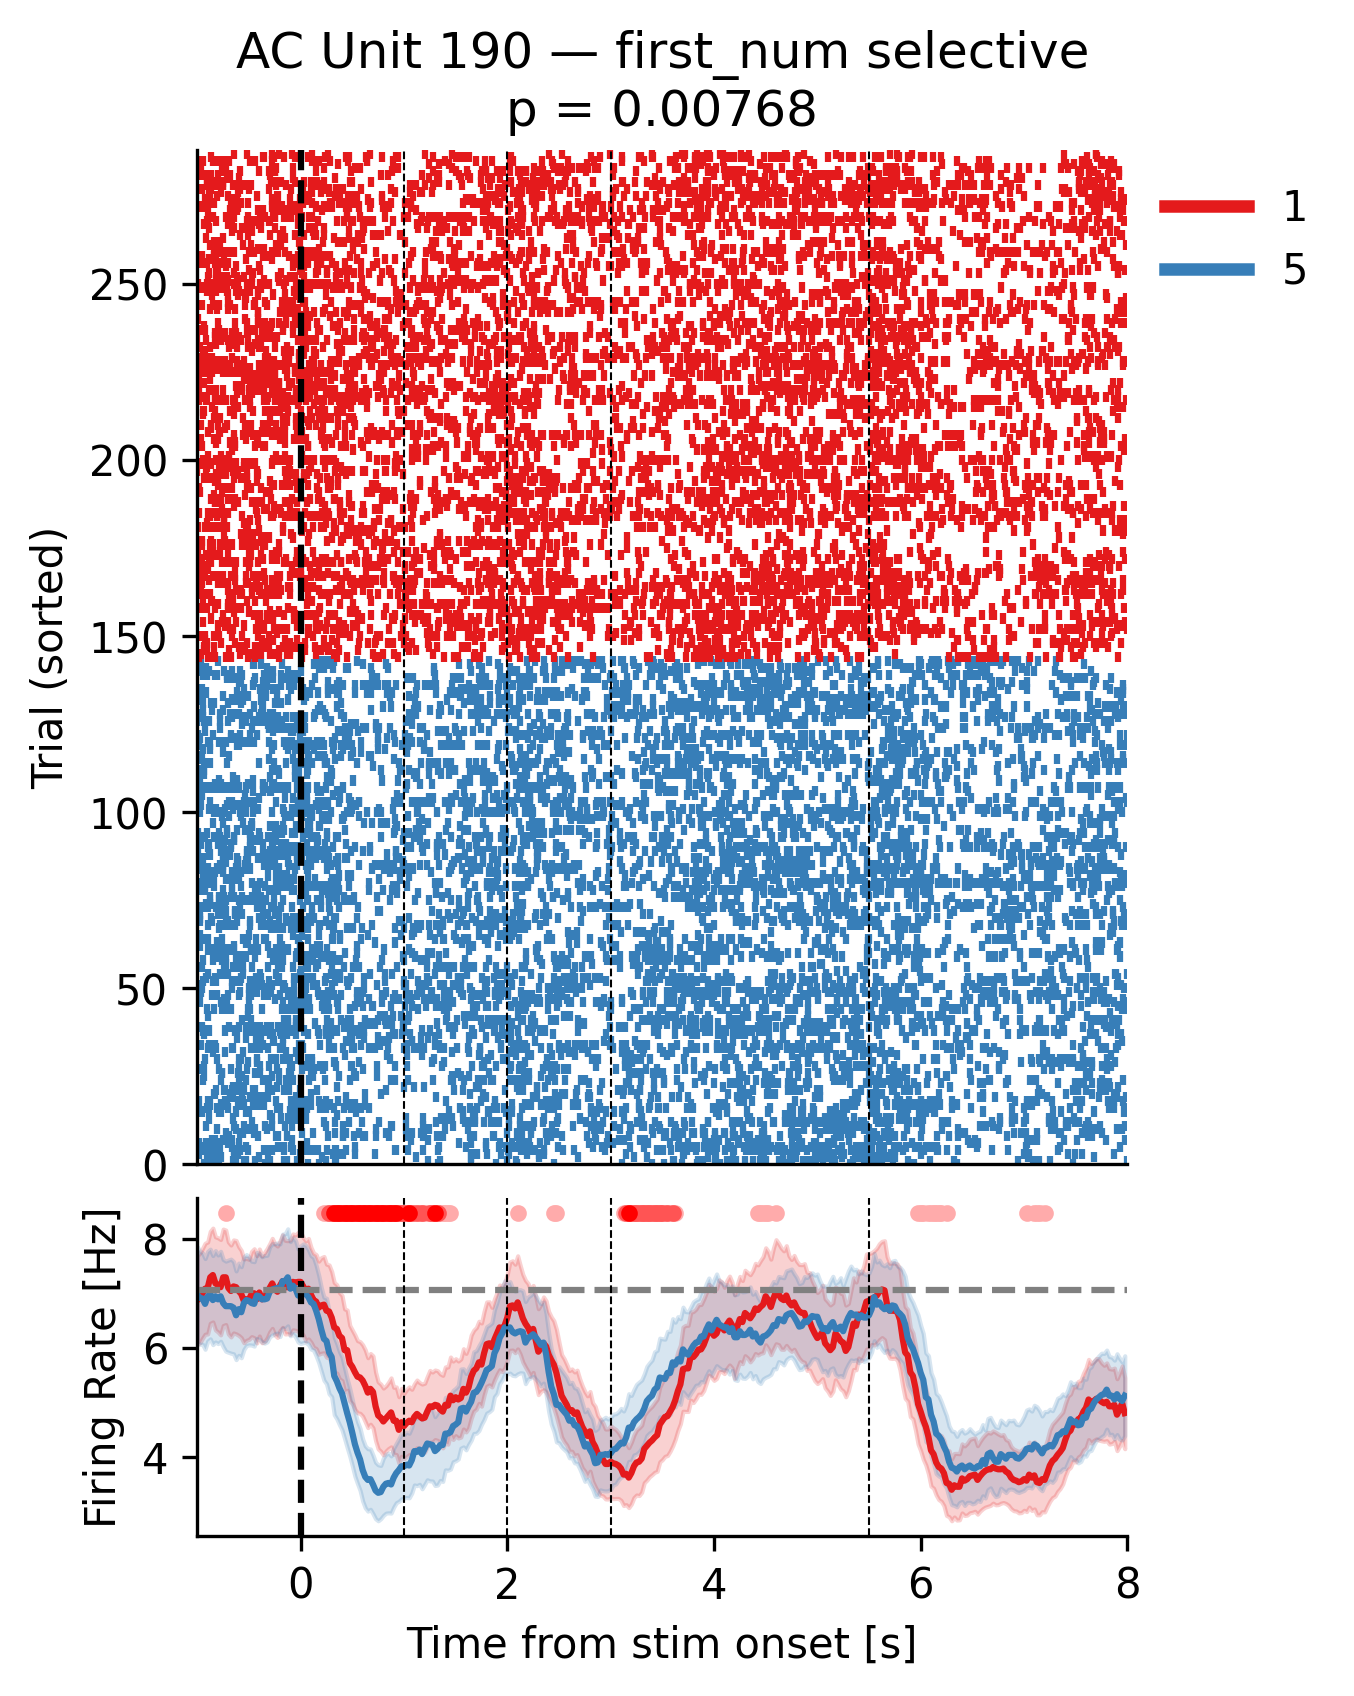 AC Unit 190 — first_num selective
p = 0.00768
1
5
250
200
150
100
50
0
Trial (sorted)
8
6
4
Firing Rate [Hz]
0 2 4 6 8
Time from stim onset [s]